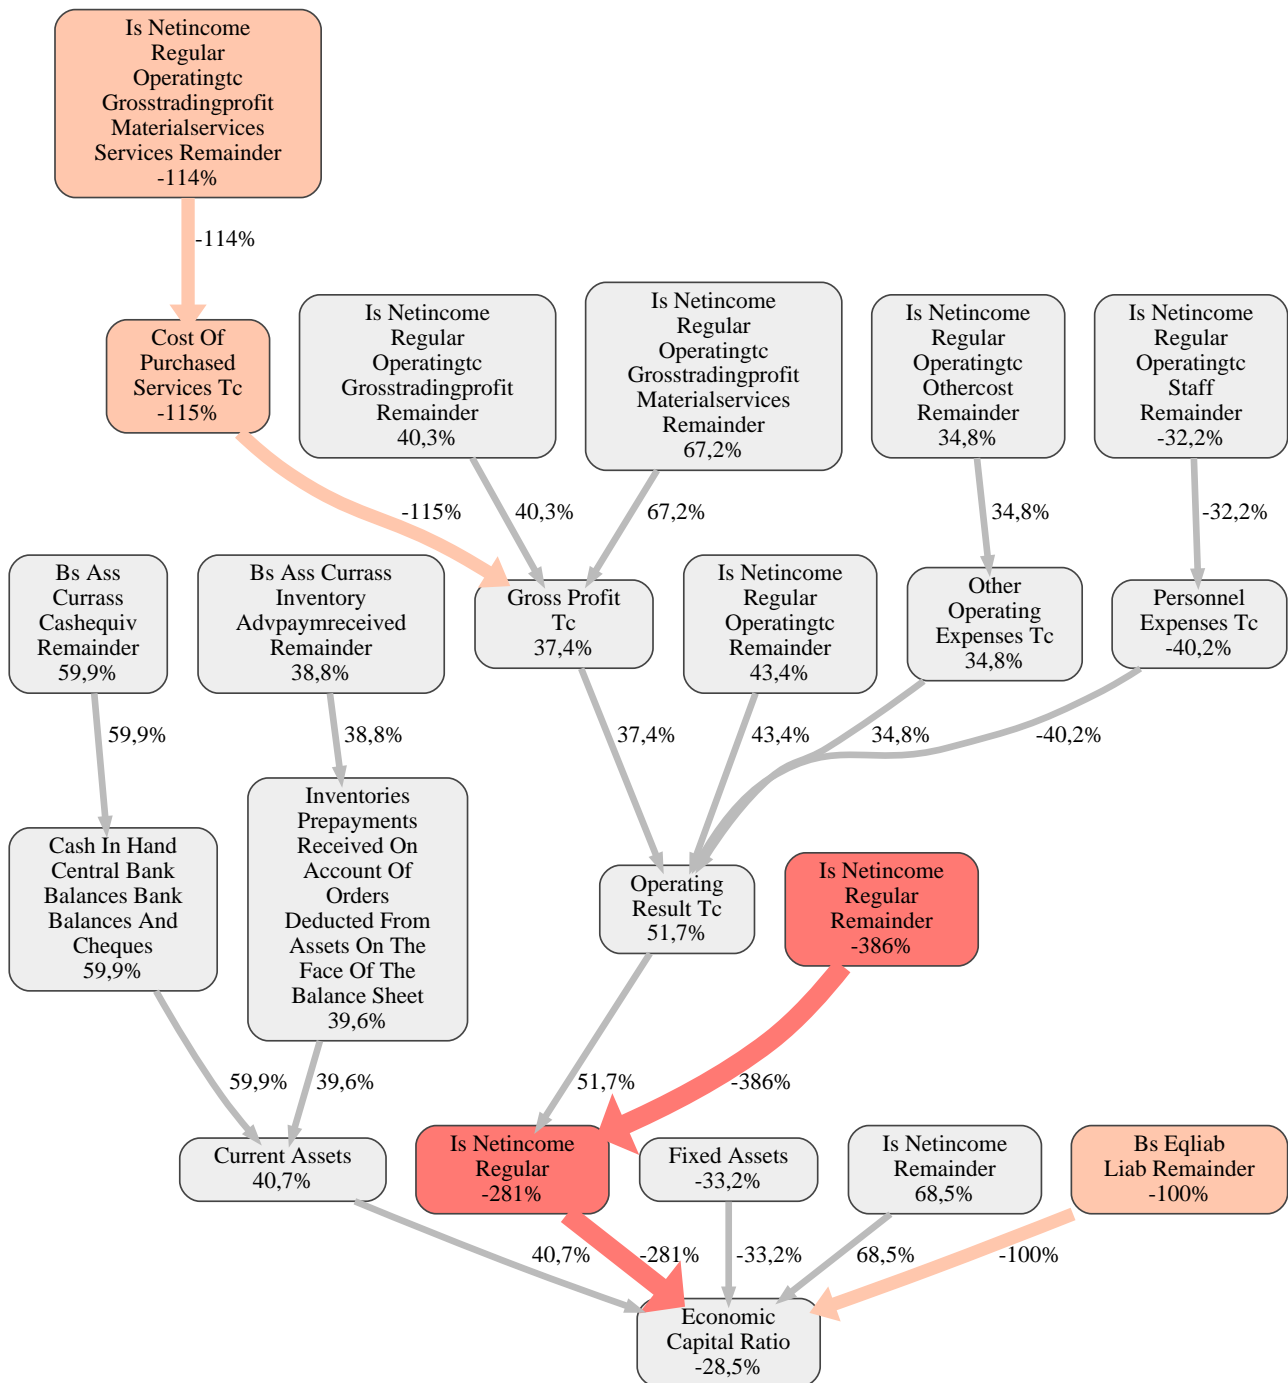 Is Netincome
Regular
Operatingtc
Grosstradingprofit
Materialservices
Services Remainder
-114%
-114%
Cost Of
Purchased
Services Tc
-115%
Is Netincome
Regular
Operatingtc
Grosstradingprofit
Remainder
40,3%
Is Netincome
Regular
Operatingtc
Grosstradingprofit
Materialservices
Remainder
67,2%
Is Netincome
Regular
Operatingtc
Othercost
Remainder
34,8%
Is Netincome
Regular
Operatingtc
Staff
Remainder
-32,2%
-115%
40,3%
67,2%
34,8%
-32,2%
Bs Ass
Currass
Cashequiv
Remainder
59,9%
Bs Ass Currass
Inventory
Advpaymreceived
Remainder
38,8%
Gross Profit
Tc
37,4%
Is Netincome
Regular
Operatingtc
Remainder
43,4%
Other
Operating
Expenses Tc
34,8%
Personnel
Expenses Tc
-40,2%
59,9%
38,8%
37,4%
43,4%
34,8%
-40,2%
Cash In Hand
Central Bank
Balances Bank
Balances And
Cheques
59,9%
Inventories
Prepayments
Received On
Account Of
Orders
Deducted From
Assets On The
Face Of The
Balance Sheet
39,6%
Operating
Result Tc
51,7%
Is Netincome
Regular
Remainder
-386%
59,9%
39,6%
51,7%
-386%
Current Assets
40,7%
Is Netincome
Regular
-281%
Fixed Assets
-33,2%
Is Netincome
Remainder
68,5%
Bs Eqliab
Liab Remainder
-100%
40,7%
-281%
-33,2%
68,5%
-100%
Economic
Capital Ratio
-28,5%